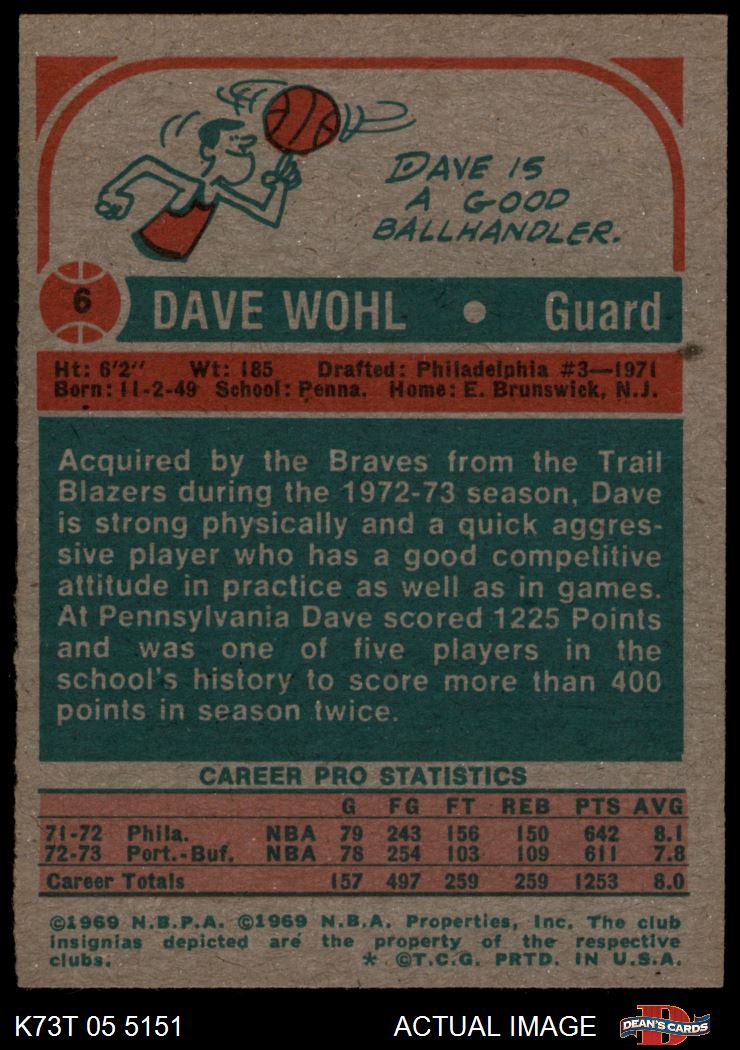 DAVE IS
A GOOD
BALLHANDLER.
6 DAVE WOHL ● Guard
Ht: 6'2" Wt: 185 Drafted: Philadelphia #3—1971
Born: 11-2-49 School: Penna. Home: E. Brunswick, N.J.
Acquired by the Braves from the Trail
Blazers during the 1972-73 season, Dave
is strong physically and a quick aggres-
sive player who has a good competitive
attitude in practice as well as in games.
At Pennsylvania Dave scored 1225 Points
and was one of five players in the
school's history to score more than 400
points in season twice.
CAREER PRO STATISTICS
G FG FT REB PTS AVG
71-72 Phila. NBA 79 243 156 150 642 8.1
72-73 Port.-Buf. NBA 78 254 103 109 611 7.8
Career Totals 157 497 259 259 1253 8.0
©1969 N.B.P.A. ©1969 N.B.A. Properties, Inc. The club
insignias depicted are the property of the respective
clubs. * ©T.C.G. PRTD. IN U.S.A.
K73T 05 5151 ACTUAL IMAGE D DEAN'S CARDS